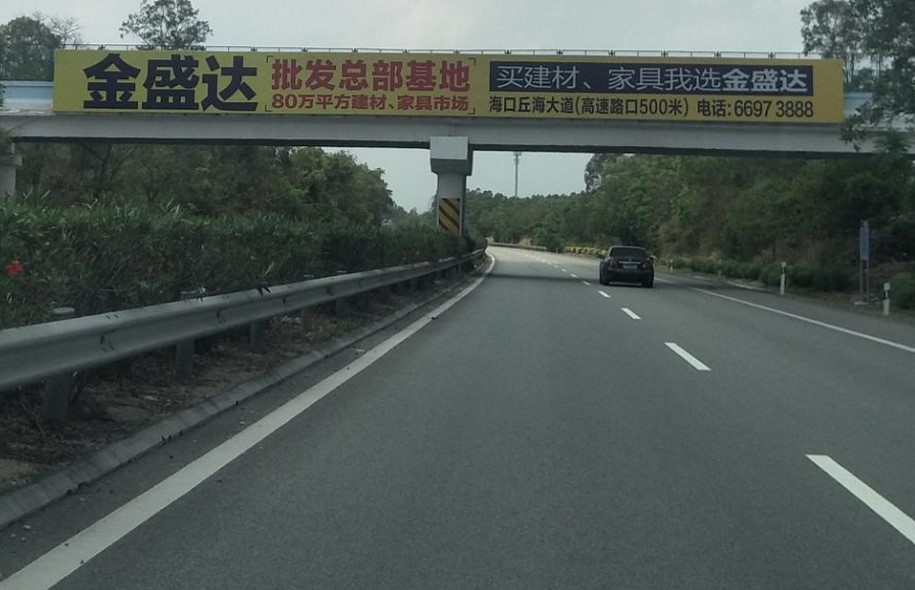 金盛达
批发总部基地
80万平方建材、家具市场
买建材、家具我选金盛达
海口丘海大道(高速路口500米) 电话:6697 3888